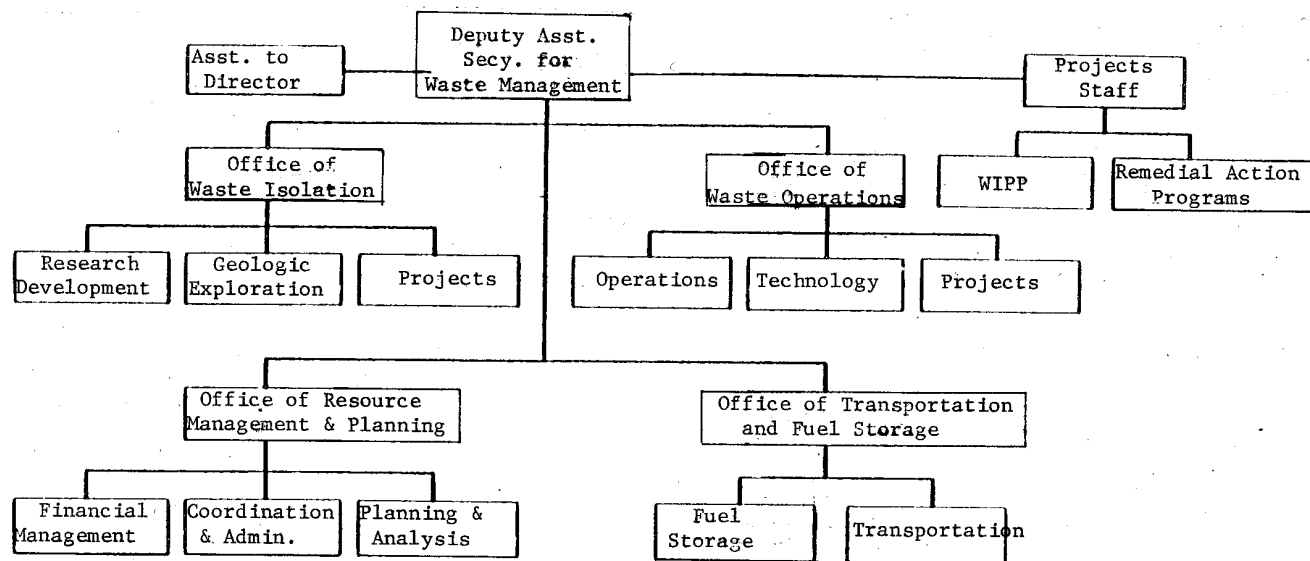 Deputy Asst.
Secy. for
Waste Management
Asst. to
Director
Projects
Staff
Office of
Waste Isolation
Office of
Waste Operations
WIPP
Remedial Action
Programs
Research
Development
Geologic
Exploration
Projects
Operations
Technology
Projects
Office of Resource
Management & Planning
Office of Transportation
and Fuel Storage
Financial
Management
Coordination
& Admin.
Planning &
Analysis
Fuel
Storage
Transportation